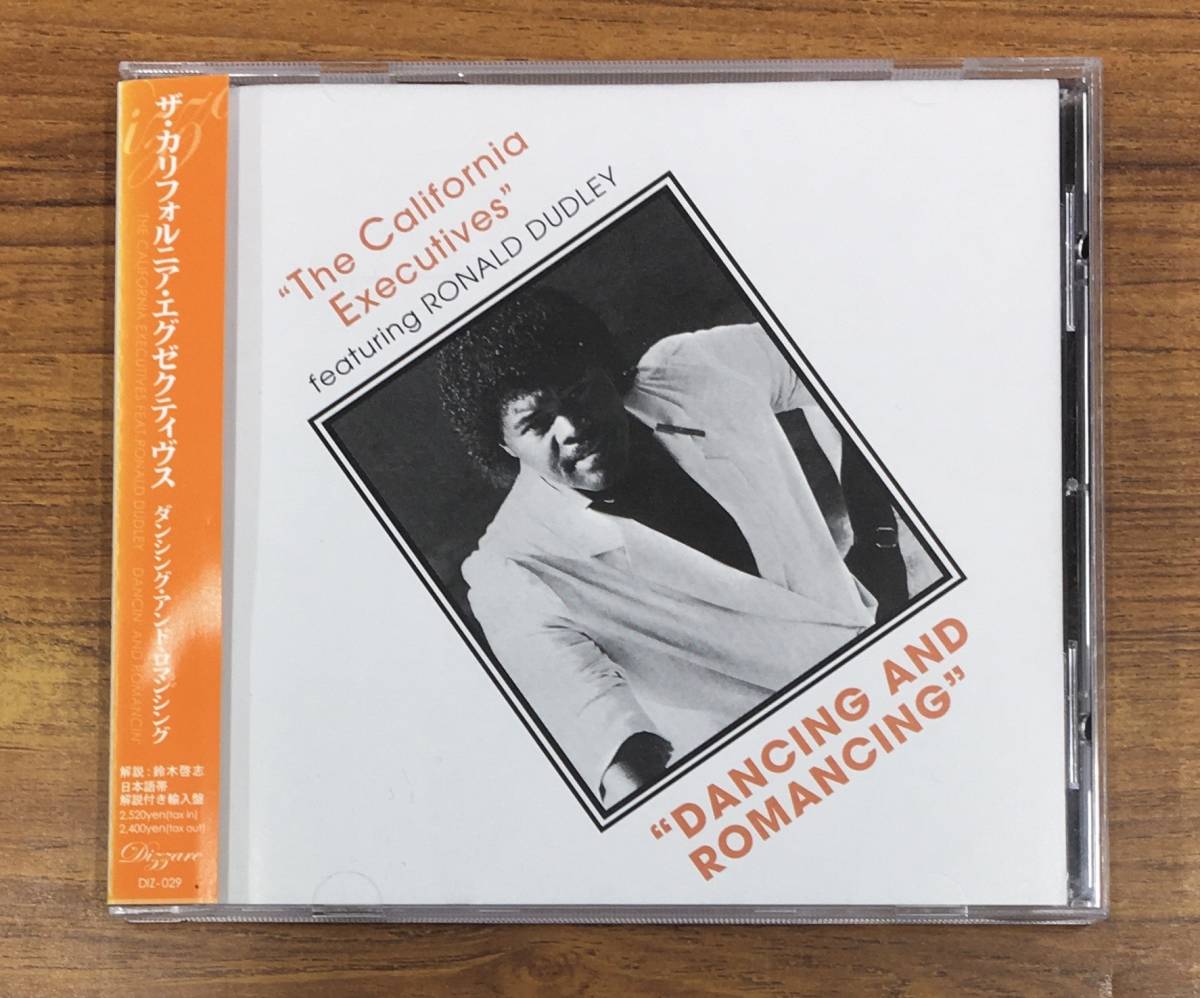 ザ・カリフォルニア・エグゼクティヴス ダンシング・アンド・ロマンシング
THE CALIFORNIA EXECUTIVES FEAT.RONALD DUDLEY DANCIN' AND ROMANCIN'
解説：鈴木啓志
日本語帯
解説付き輸入盤
2,520yen(tax in)
2,400yen(tax out)
Dizzare
DIZ-029
“The California
Executives”
featuring RONALD DUDLEY
“DANCING AND
ROMANCING”